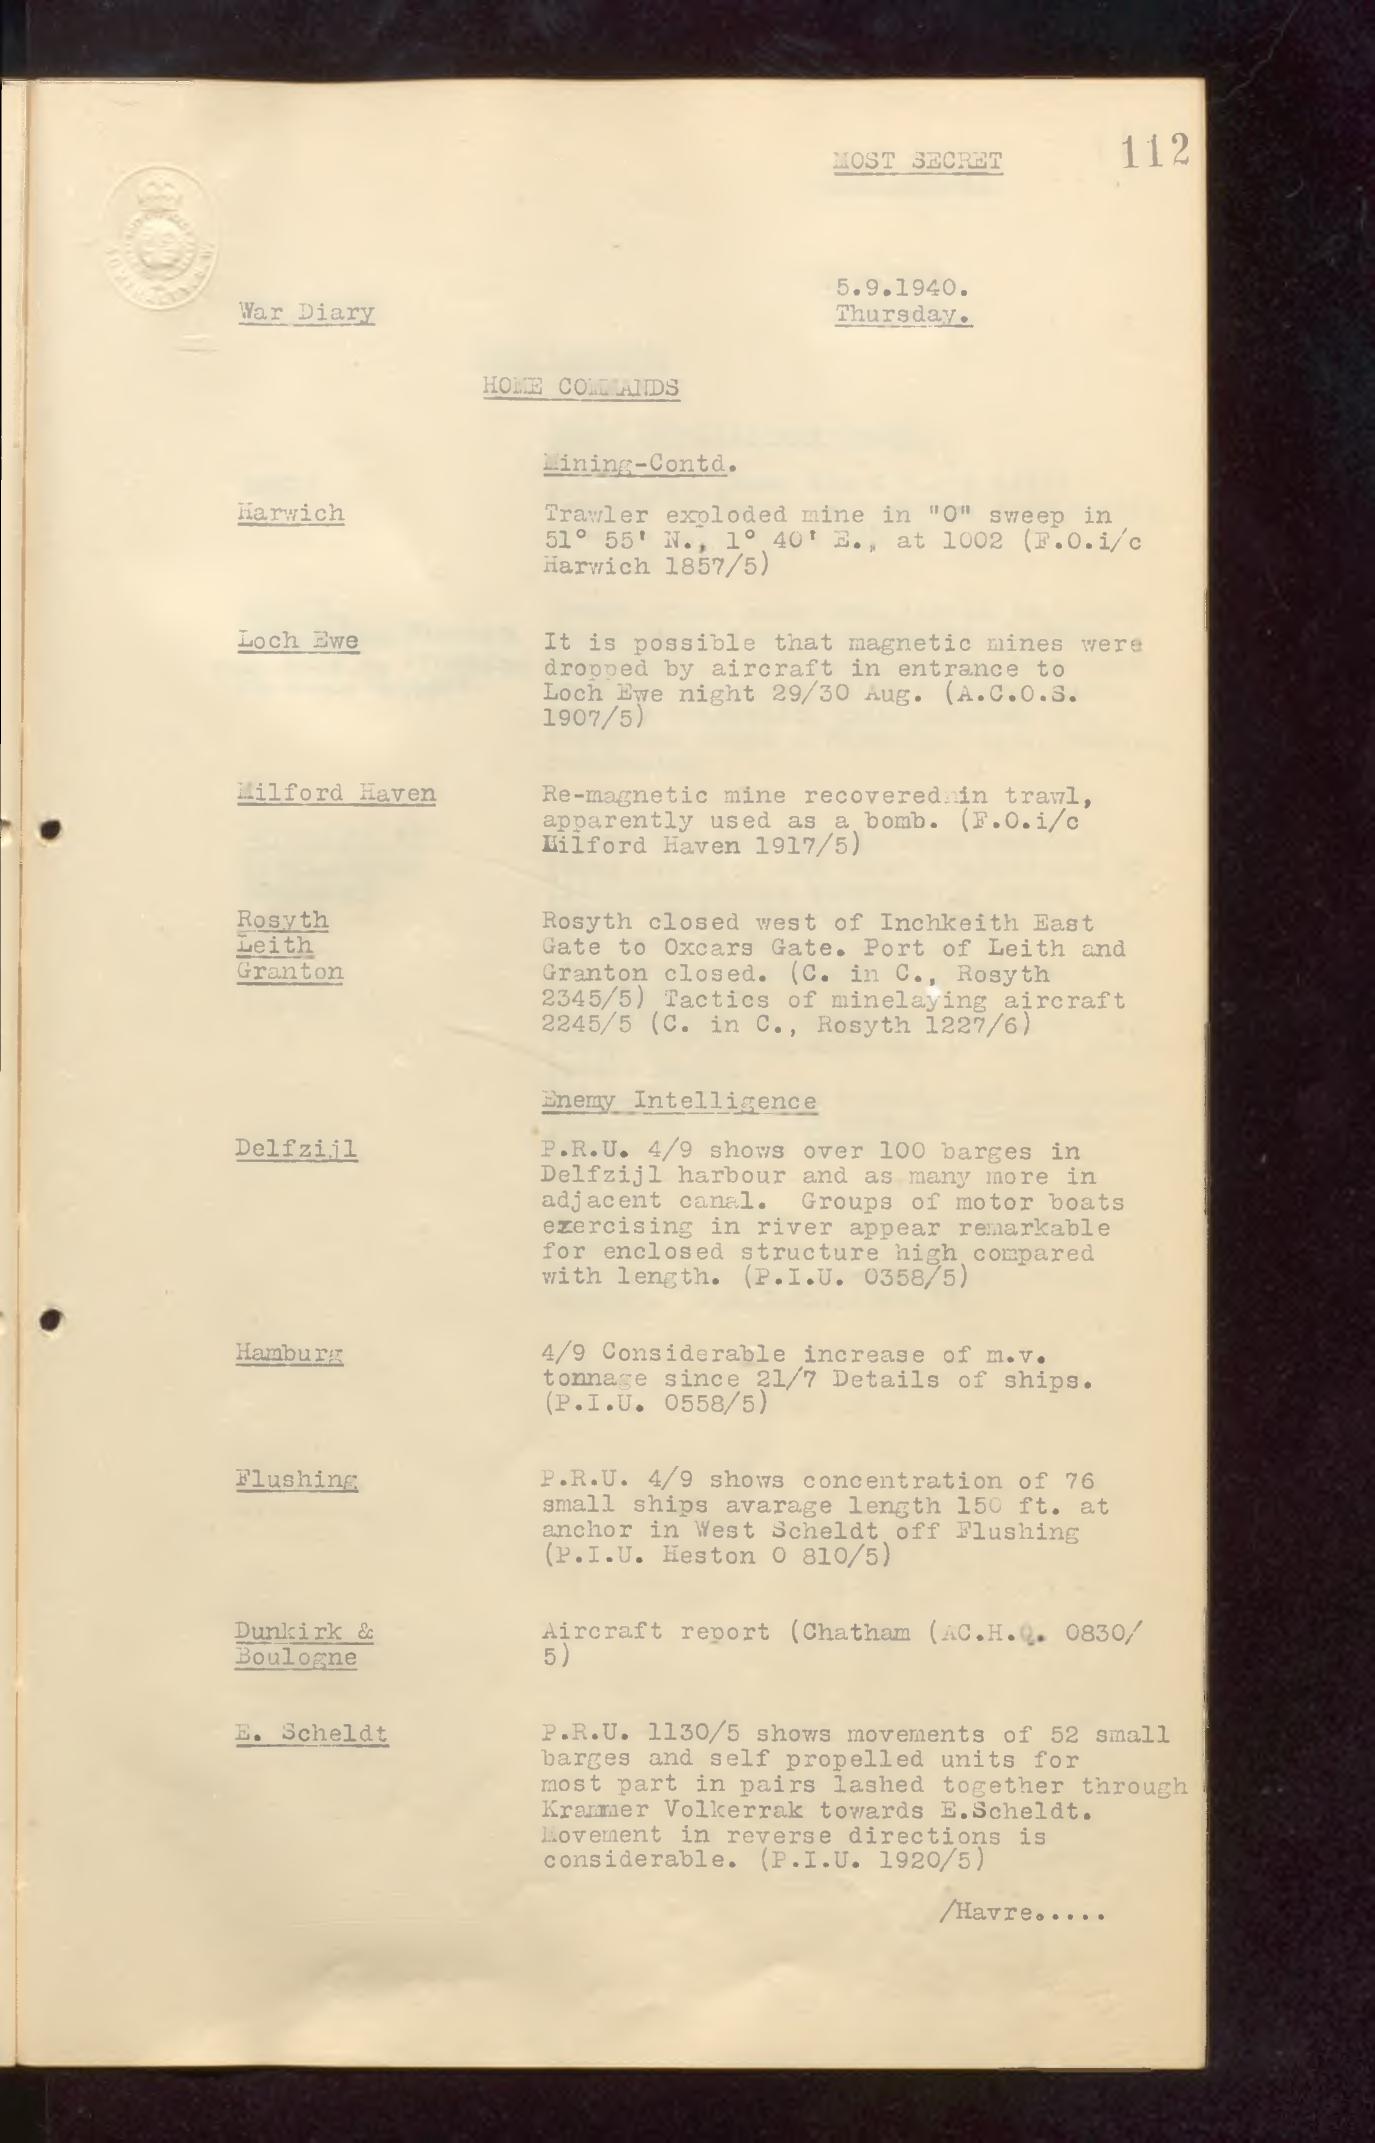 MOST SECRET
112
5.9.1940.
War Diary
Thursday.
HOME COMMANDS
Mining-Contd.
Harwich
Trawler exploded mine in "O" sweep in
51° 55' N., 1° 40' E., at 1002 (F.O.i/c
Harwich 1857/5)
Loch Ewe
It is possible that magnetic mines were
dropped by aircraft in entrance to
Loch Ewe night 29/30 Aug. (A.C.O.S.
1907/5)
Milford Haven
Re-magnetic mine recovered in trawl,
apparently used as a bomb. (F.O.i/c
Milford Haven 1917/5)
Rosyth
Leith
Granton
Rosyth closed west of Inchkeith East
Gate to Oxcars Gate. Port of Leith and
Granton closed. (C. in C., Rosyth
2345/5) Tactics of minelaying aircraft
2245/5 (C. in C., Rosyth 1227/6)
Enemy Intelligence
Delfzijl
P.R.U. 4/9 shows over 100 barges in
Delfzijl harbour and as many more in
adjacent canal. Groups of motor boats
exercising in river appear remarkable
for enclosed structure high compared
with length. (P.I.U. 0358/5)
Hamburg
4/9 Considerable increase of m.v.
tonnage since 21/7 Details of ships.
(P.I.U. 0558/5)
Flushing
P.R.U. 4/9 shows concentration of 76
small ships avarage length 150 ft. at
anchor in West Scheldt off Flushing
(P.I.U. Heston 0 810/5)
Dunkirk &
Boulogne
Aircraft report (Chatham (AC.H.Q. 0830/
5)
E. Scheldt
P.R.U. 1130/5 shows movements of 52 small
barges and self propelled units for
most part in pairs lashed together through
Krammer Volkerrak towards E.Scheldt.
Movement in reverse directions is
considerable. (P.I.U. 1920/5)
/Havre.....